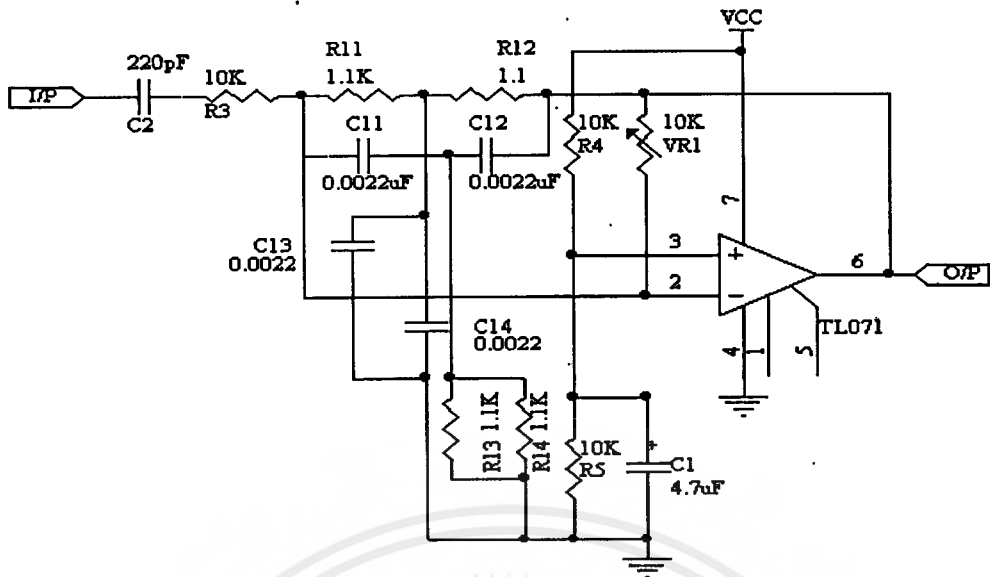 VCC
R11
R12
220pF
10K
1.1K
1.1
I/P
C2
R3
C11
C12
10K
R4
10K
VR1
0.0022uF
0.0022uF
7
C13
0.0022
3
+
6
O/P
2
−
C14
0.0022
TL071
4
1
5
R13 1.1K
R14 1.1K
10K
R5
+
C1
4.7uF